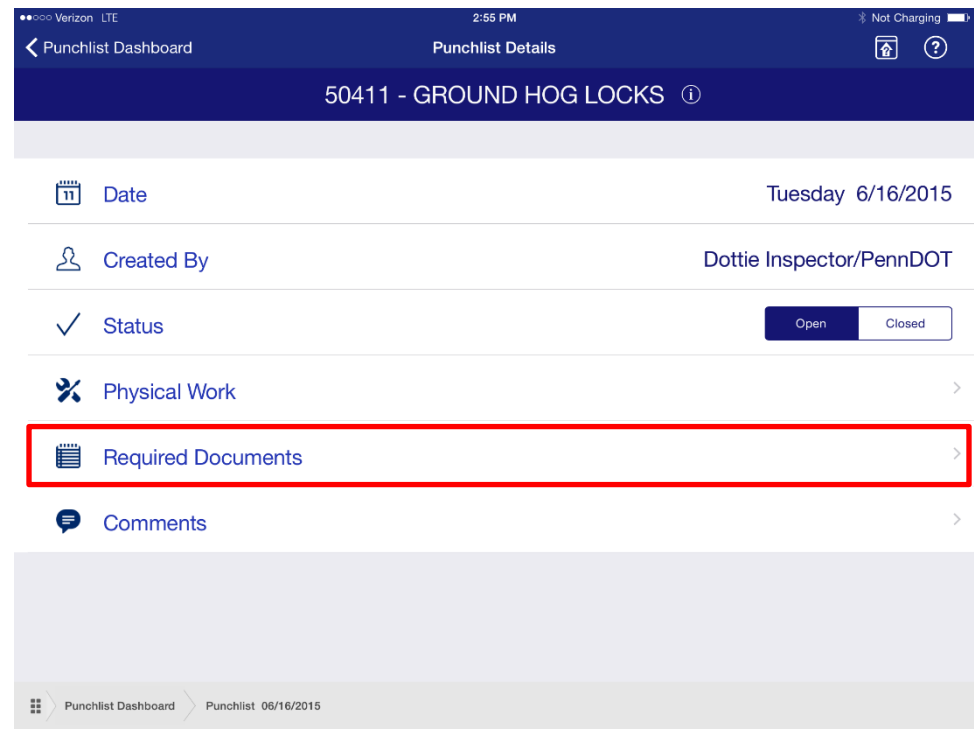 Verizon LTE 2:55 PM Not Charging
Punchlist Dashboard Punchlist Details ?
50411 - GROUND HOG LOCKS i
11 Date Tuesday 6/16/2015
Created By Dottie Inspector/PennDOT
Status Open Closed
Physical Work
Required Documents
Comments
Punchlist Dashboard Punchlist 06/16/2015